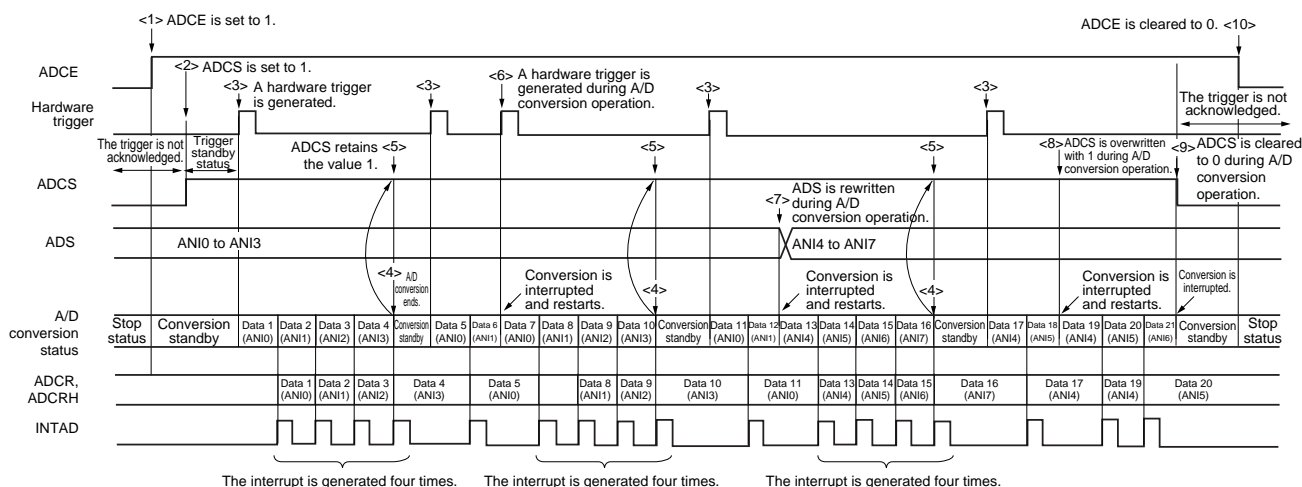 <1> ADCE is set to 1.
ADCE is cleared to 0. <10>
ADCE
<2> ADCS is set to 1.
<3> A hardware trigger
is generated.
<3>
<6> A hardware trigger is
generated during A/D
conversion operation.
<3>
<3>
The trigger is not
acknowledged.
Hardware
trigger
The trigger is not
acknowledged.
Trigger
standby
status
ADCS retains
the value 1.
<5>
<5>
<5>
<8> ADCS is overwritten
with 1 during A/D
conversion operation.
<9> ADCS is cleared
to 0 during A/D
conversion
operation.
ADCS
<7> ADS is rewritten
during A/D
conversion operation.
ADS
ANI0 to ANI3
ANI4 to ANI7
<4> A/D
conversion
ends.
Conversion is
interrupted
and restarts.
<4>
Conversion is
interrupted
and restarts.
<4>
Conversion is
interrupted
and restarts.
Conversion is
interrupted.
A/D
conversion
status
Stop
status
Conversion
standby
Data 1
(ANI0)
Data 2
(ANI1)
Data 3
(ANI2)
Data 4
(ANI3)
Conversion
standby
Data 5
(ANI0)
Data 6
(ANI1)
Data 7
(ANI0)
Data 8
(ANI1)
Data 9
(ANI2)
Data 10
(ANI3)
Conversion
standby
Data 11
(ANI0)
Data 12
(ANI1)
Data 13
(ANI4)
Data 14
(ANI5)
Data 15
(ANI6)
Data 16
(ANI7)
Conversion
standby
Data 17
(ANI4)
Data 18
(ANI5)
Data 19
(ANI4)
Data 20
(ANI5)
Data 21
(ANI6)
Conversion
standby
Stop
status
ADCR,
ADCRH
Data 1
(ANI0)
Data 2
(ANI1)
Data 3
(ANI2)
Data 4
(ANI3)
Data 5
(ANI0)
Data 8
(ANI1)
Data 9
(ANI2)
Data 10
(ANI3)
Data 11
(ANI0)
Data 13
(ANI4)
Data 14
(ANI5)
Data 15
(ANI6)
Data 16
(ANI7)
Data 17
(ANI4)
Data 19
(ANI4)
Data 20
(ANI5)
INTAD
The interrupt is generated four times.
The interrupt is generated four times.
The interrupt is generated four times.